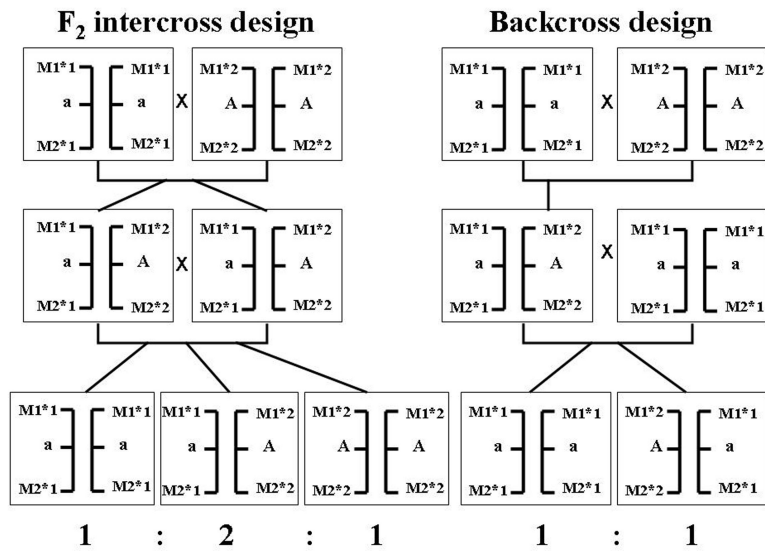 F2 intercross design Backcross design
M1*1 M1*1 M1*2 M1*2 M1*1 M1*1 M1*2 M1*2
a a X A A a a X A A
M2*1 M2*1 M2*2 M2*2 M2*1 M2*1 M2*2 M2*2
M1*1 M1*2 M1*1 M1*2 M1*1 M1*2 M1*1 M1*1
a A X a A a A X a a
M2*1 M2*2 M2*1 M2*2 M2*1 M2*2 M2*1 M2*1
M1*1 M1*1 M1*1 M1*2 M1*2 M1*2 M1*1 M1*1 M1*2 M1*1
a a a A A A a a A a
M2*1 M2*1 M2*1 M2*2 M2*2 M2*2 M2*1 M2*1 M2*2 M2*1
1 : 2 : 1 1 : 1